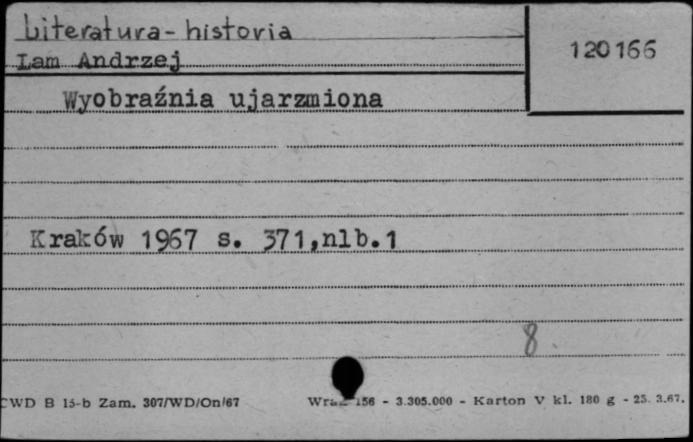 Literatura - historia
Lam Andrzej
120166
Wyobraźnia ujarzmiona
Kraków 1967 s. 371,nlb.1
8
CWD B 15-b Zam. 307/WD/On/67
156 - 3.305.000 - Karton V kl. 180 g - 25. 3.67.